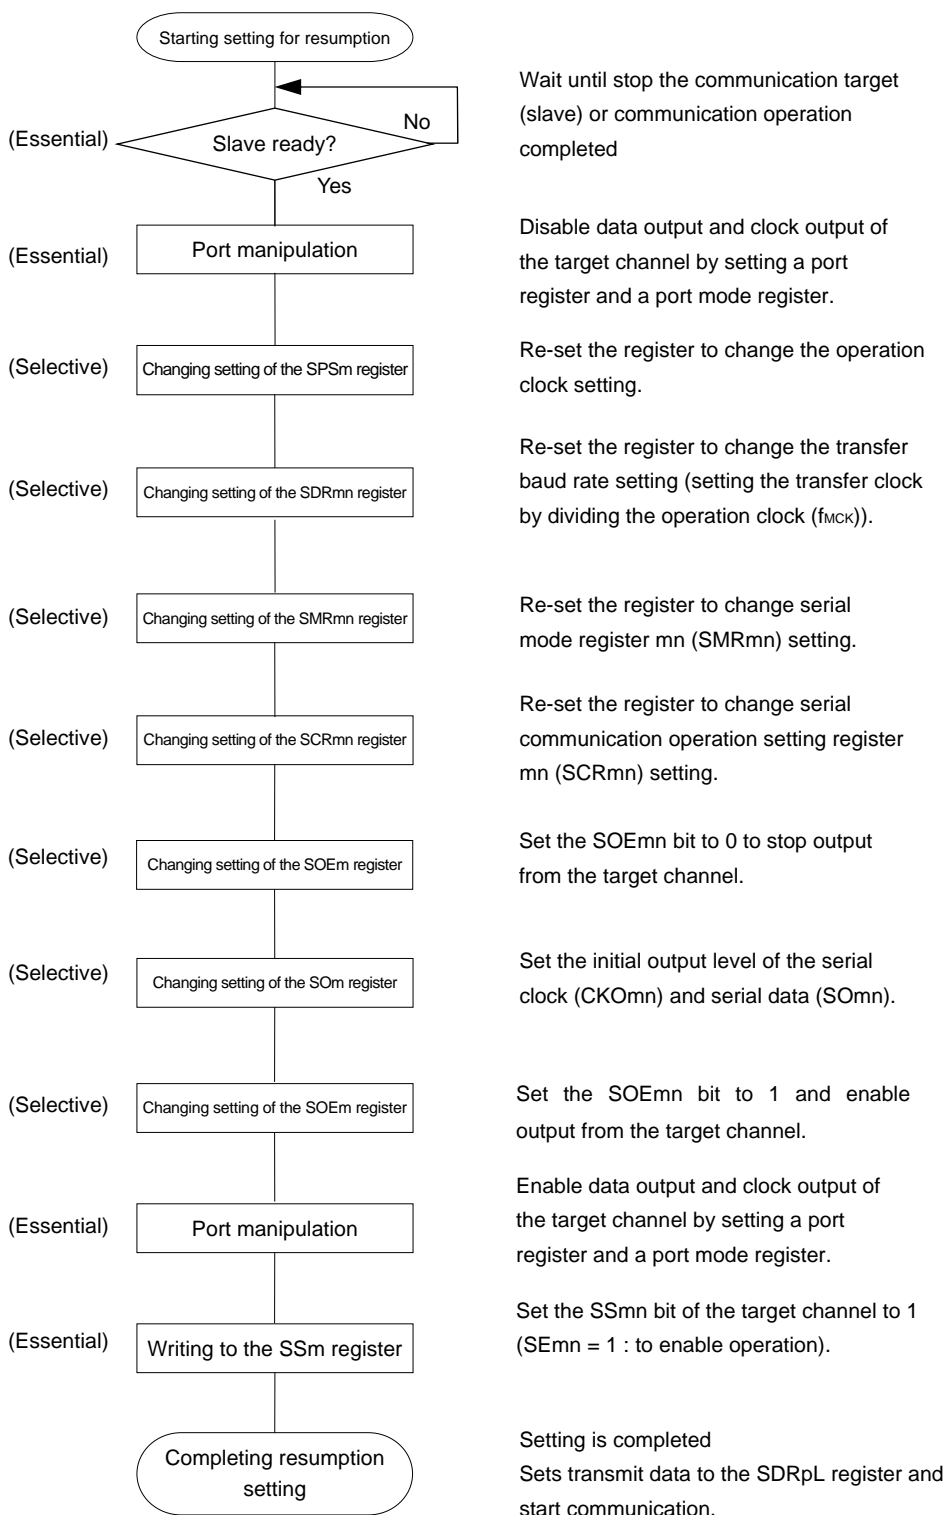 Starting setting for resumption
Wait until stop the communication target
(slave) or communication operation
completed
(Essential)
Slave ready?
No
Yes
(Essential)
Port manipulation
Disable data output and clock output of
the target channel by setting a port
register and a port mode register.
(Selective)
Changing setting of the SPSm register
Re-set the register to change the operation
clock setting.
(Selective)
Changing setting of the SDRmn register
Re-set the register to change the transfer
baud rate setting (setting the transfer clock
by dividing the operation clock (fMCK)).
(Selective)
Changing setting of the SMRmn register
Re-set the register to change serial
mode register mn (SMRmn) setting.
(Selective)
Changing setting of the SCRmn register
Re-set the register to change serial
communication operation setting register
mn (SCRmn) setting.
(Selective)
Changing setting of the SOEm register
Set the SOEmn bit to 0 to stop output
from the target channel.
(Selective)
Changing setting of the SOm register
Set the initial output level of the serial
clock (CKOmn) and serial data (SOmn).
(Selective)
Changing setting of the SOEm register
Set the SOEmn bit to 1 and enable
output from the target channel.
(Essential)
Port manipulation
Enable data output and clock output of
the target channel by setting a port
register and a port mode register.
(Essential)
Writing to the SSm register
Set the SSmn bit of the target channel to 1
(SEmn = 1 : to enable operation).
Completing resumption
setting
Setting is completed
Sets transmit data to the SDRpL register and
start communication.